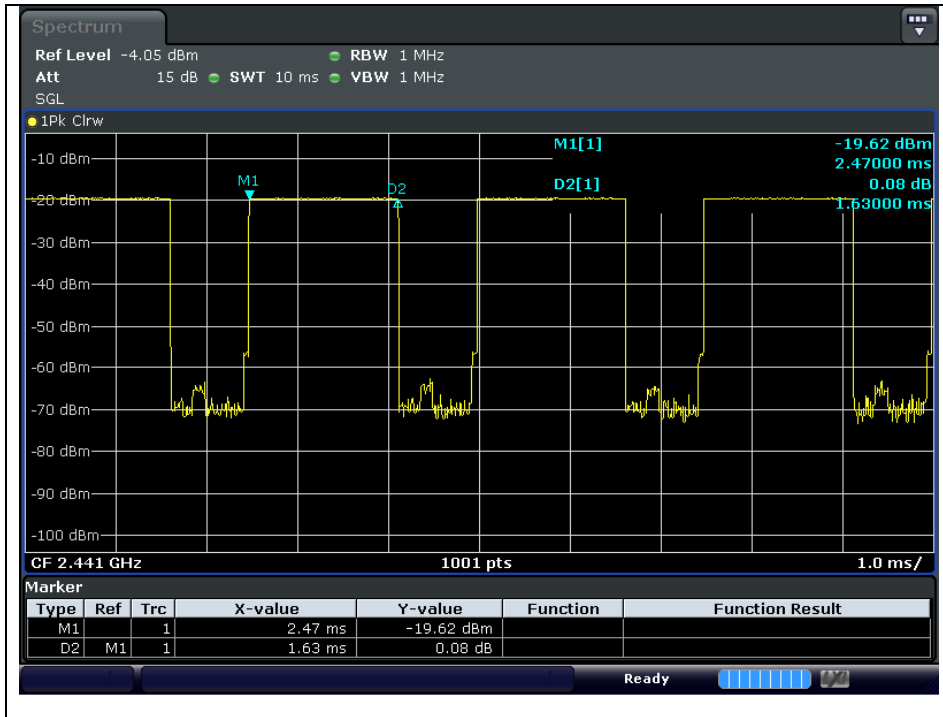 Spectrum
Ref Level -4.05 dBm RBW 1 MHz
Att 15 dB SWT 10 ms VBW 1 MHz
SGL
1Pk Clrw
M1[1] -19.62 dBm
2.47000 ms
D2[1] 0.08 dB
1.63000 ms
M1
D2
-10 dBm
-20 dBm
-30 dBm
-40 dBm
-50 dBm
-60 dBm
-70 dBm
-80 dBm
-90 dBm
-100 dBm
CF 2.441 GHz 1001 pts 1.0 ms/
Marker
Type Ref Trc X-value Y-value Function Function Result
M1 1 2.47 ms -19.62 dBm
D2 M1 1 1.63 ms 0.08 dB
Ready